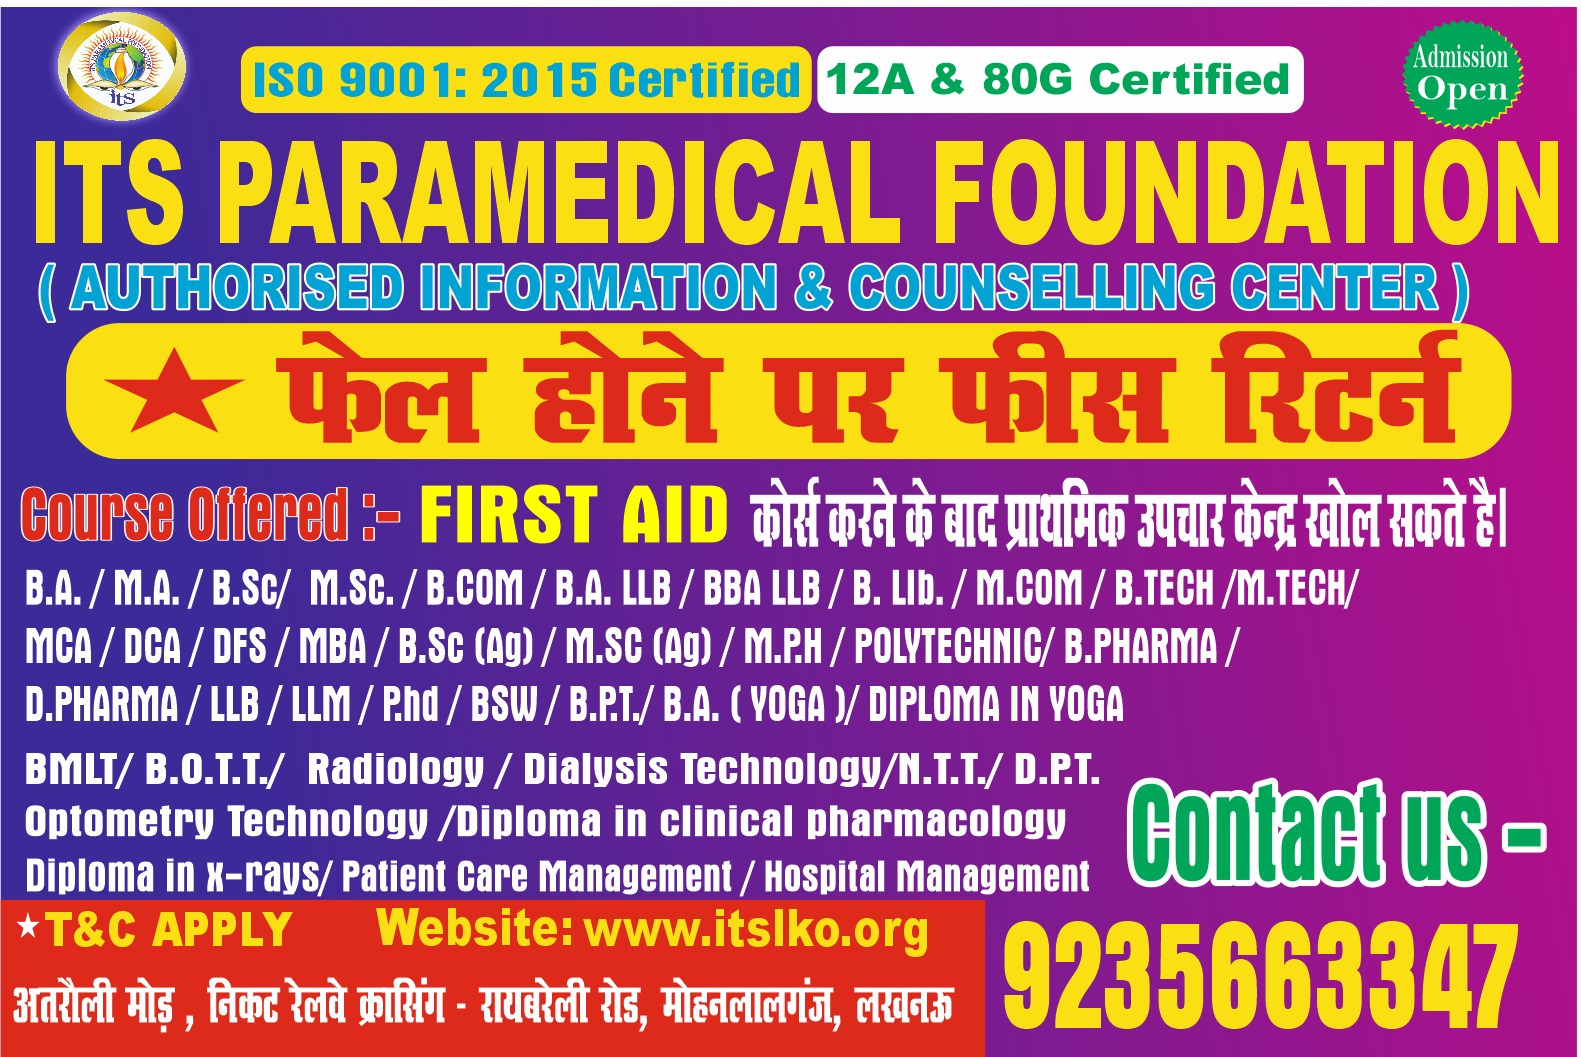 ITS PARAMEDICAL FOUNDATION
its
ISO 9001: 2015 Certified
12A & 80G Certified
Admission
Open
ITS PARAMEDICAL FOUNDATION
( AUTHORISED INFORMATION & COUNSELLING CENTER )
★ फेल होने पर फीस रिटर्न
Course Offered :- FIRST AID कोर्स करने के बाद प्राथमिक उपचार केन्द्र खोल सकते है।
B.A. / M.A. / B.Sc/ M.Sc. / B.COM / B.A. LLB / BBA LLB / B. LIb. / M.COM / B.TECH /M.TECH/
MCA / DCA / DFS / MBA / B.Sc (Ag) / M.SC (Ag) / M.P.H / POLYTECHNIC/ B.PHARMA /
D.PHARMA / LLB / LLM / P.hd / BSW / B.P.T./ B.A. ( YOGA )/ DIPLOMA IN YOGA
BMLT/ B.O.T.T./ Radiology / Dialysis Technology/N.T.T./ D.P.T.
Optometry Technology /Diploma in clinical pharmacology
Diploma in x-rays/ Patient Care Management / Hospital Management
Contact us -
9235663347
★T&C APPLY Website: www.itslko.org
अतरौली मोड़ , निकट रेलवे क्रासिंग - रायबरेली रोड, मोहनलालगंज, लखनऊ